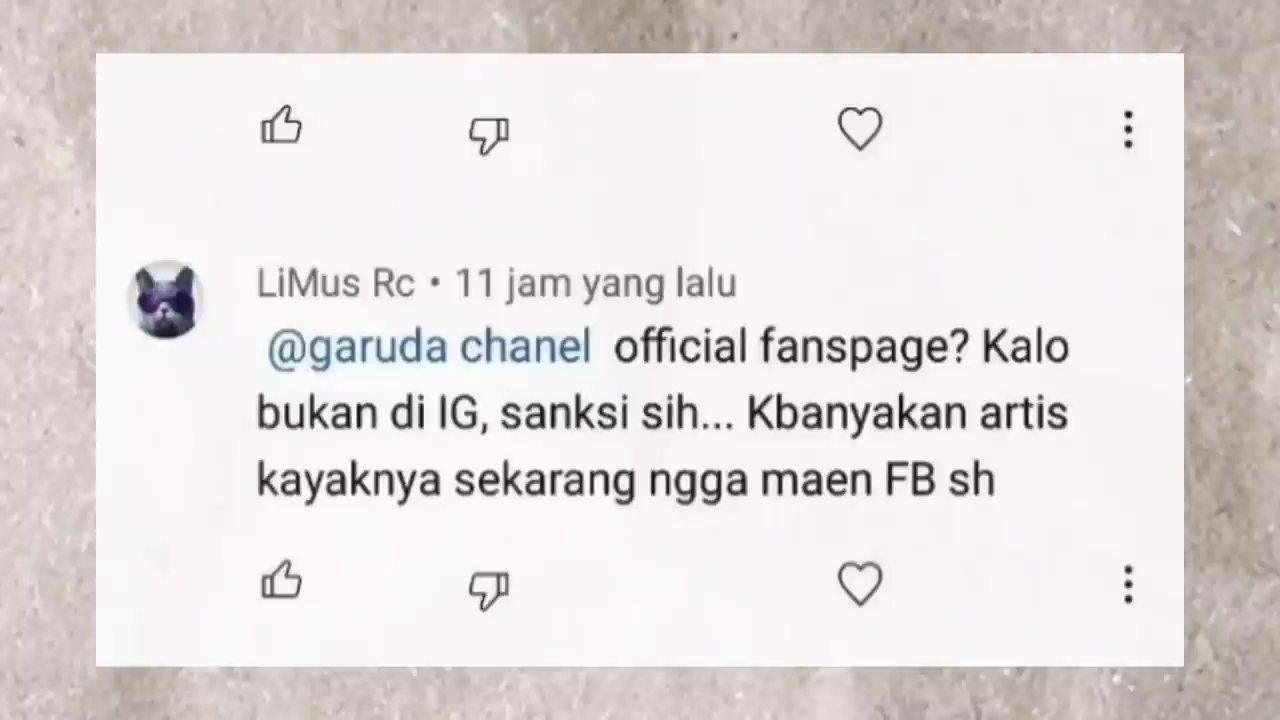 LiMus Rc • 11 jam yang lalu
@garuda chanel official fanspage? Kalo
bukan di IG, sanksi sih... Kbanyakan artis
kayaknya sekarang ngga maen FB sh